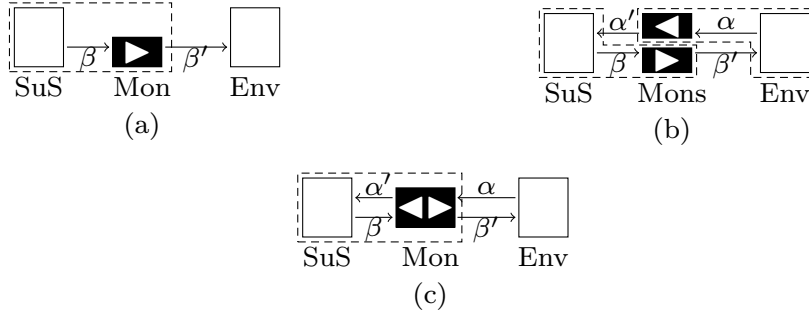 β β′
SuS Mon Env
(a)
α′ α
β β′
SuS Mons Env
(b)
α′ α
β β′
SuS Mon Env
(c)